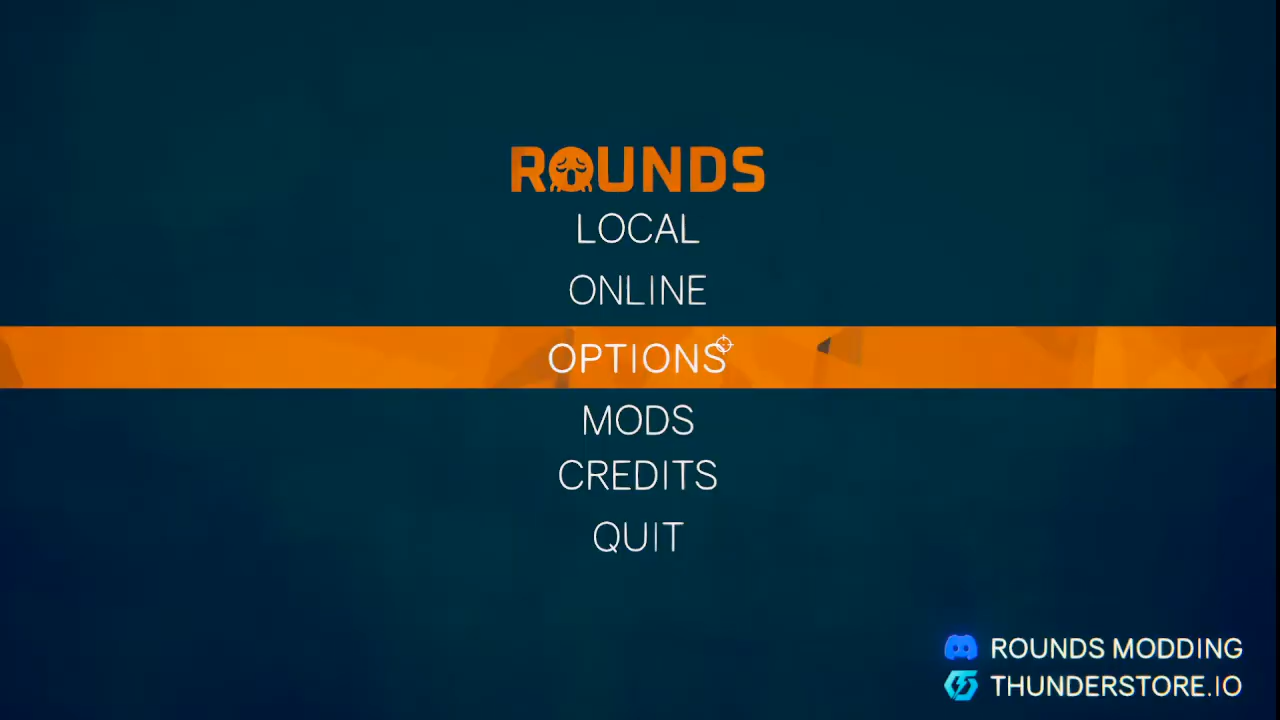 ROUNDS
LOCAL
ONLINE
OPTIONS
MODS
CREDITS
QUIT
ROUNDS MODDING
THUNDERSTORE.IO